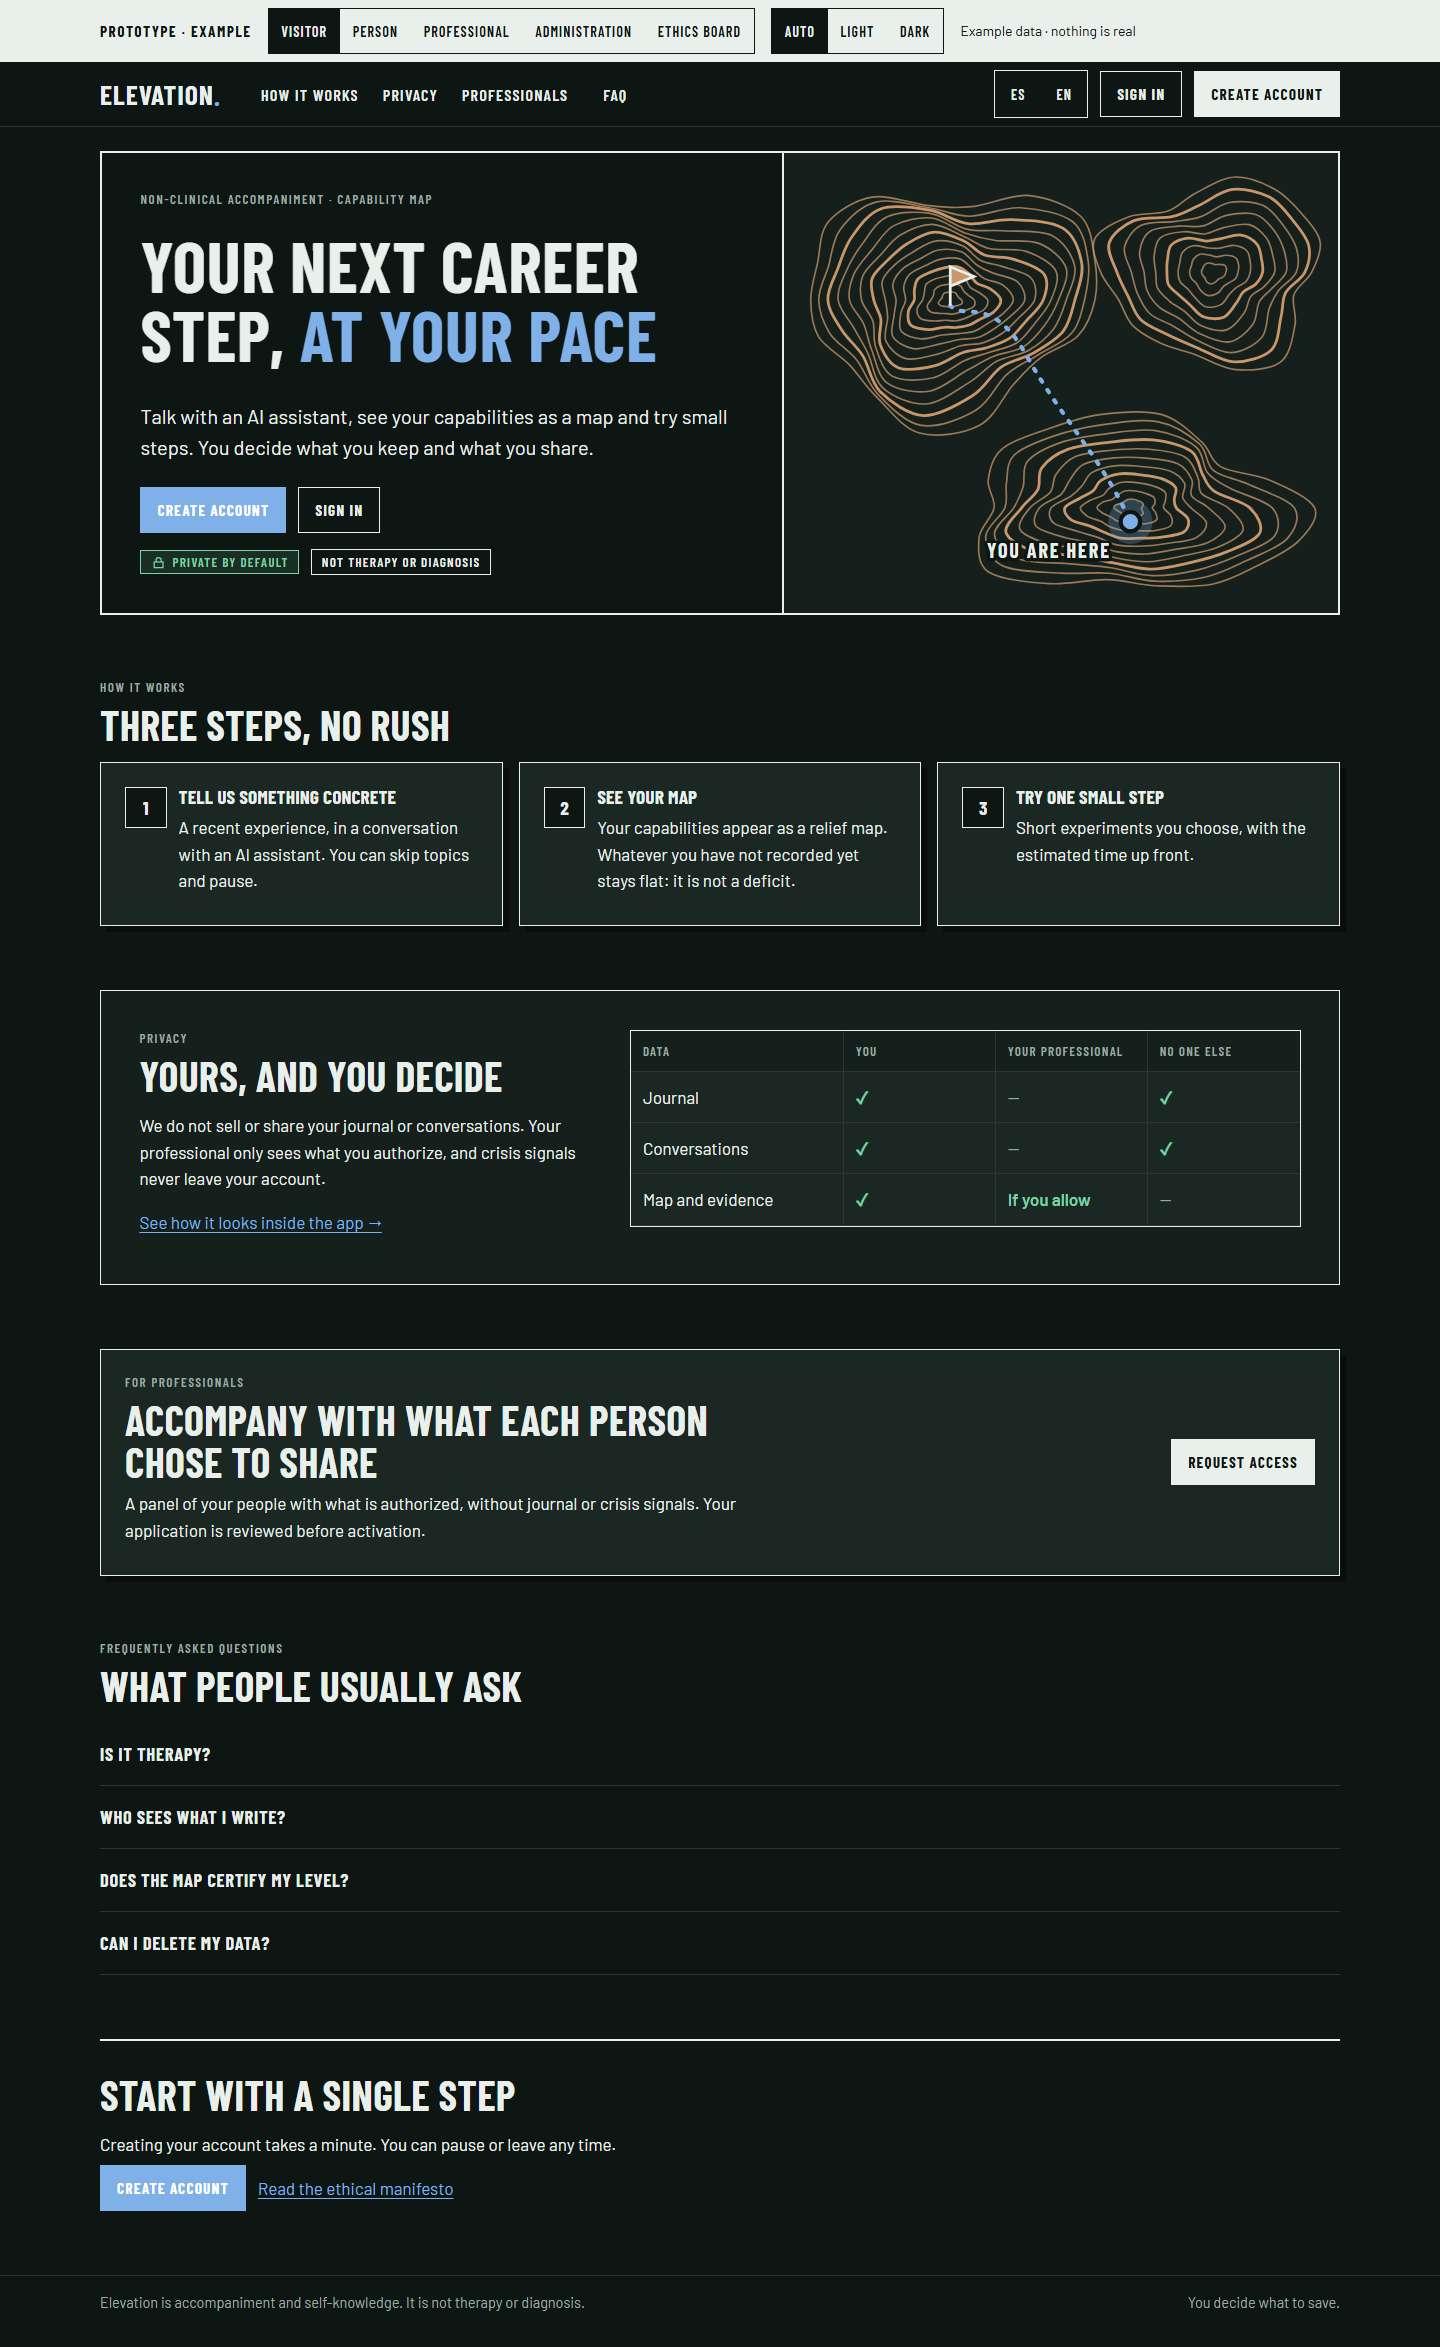 PROTOTYPE · EXAMPLE
VISITOR
PERSON
PROFESSIONAL
ADMINISTRATION
ETHICS BOARD
AUTO
LIGHT
DARK
Example data · nothing is real
ELEVATION.
HOW IT WORKS
PRIVACY
PROFESSIONALS
FAQ
ES
EN
SIGN IN
CREATE ACCOUNT
NON-CLINICAL ACCOMPANIMENT · CAPABILITY MAP
YOUR NEXT CAREER
STEP, AT YOUR PACE
Talk with an AI assistant, see your capabilities as a map and try small
steps. You decide what you keep and what you share.
CREATE ACCOUNT
SIGN IN
PRIVATE BY DEFAULT
NOT THERAPY OR DIAGNOSIS
YOU ARE HERE
HOW IT WORKS
THREE STEPS, NO RUSH
1
TELL US SOMETHING CONCRETE
A recent experience, in a conversation
with an AI assistant. You can skip topics
and pause.
2
SEE YOUR MAP
Your capabilities appear as a relief map.
Whatever you have not recorded yet
stays flat: it is not a deficit.
3
TRY ONE SMALL STEP
Short experiments you choose, with the
estimated time up front.
PRIVACY
YOURS, AND YOU DECIDE
We do not sell or share your journal or conversations. Your
professional only sees what you authorize, and crisis signals
never leave your account.
See how it looks inside the app →
DATA YOU YOUR PROFESSIONAL NO ONE ELSE
Journal ✓ — ✓
Conversations ✓ — ✓
Map and evidence ✓ If you allow —
FOR PROFESSIONALS
ACCOMPANY WITH WHAT EACH PERSON
CHOSE TO SHARE
A panel of your people with what is authorized, without journal or crisis signals. Your
application is reviewed before activation.
REQUEST ACCESS
FREQUENTLY ASKED QUESTIONS
WHAT PEOPLE USUALLY ASK
IS IT THERAPY?
WHO SEES WHAT I WRITE?
DOES THE MAP CERTIFY MY LEVEL?
CAN I DELETE MY DATA?
START WITH A SINGLE STEP
Creating your account takes a minute. You can pause or leave any time.
CREATE ACCOUNT
Read the ethical manifesto
Elevation is accompaniment and self-knowledge. It is not therapy or diagnosis.
You decide what to save.